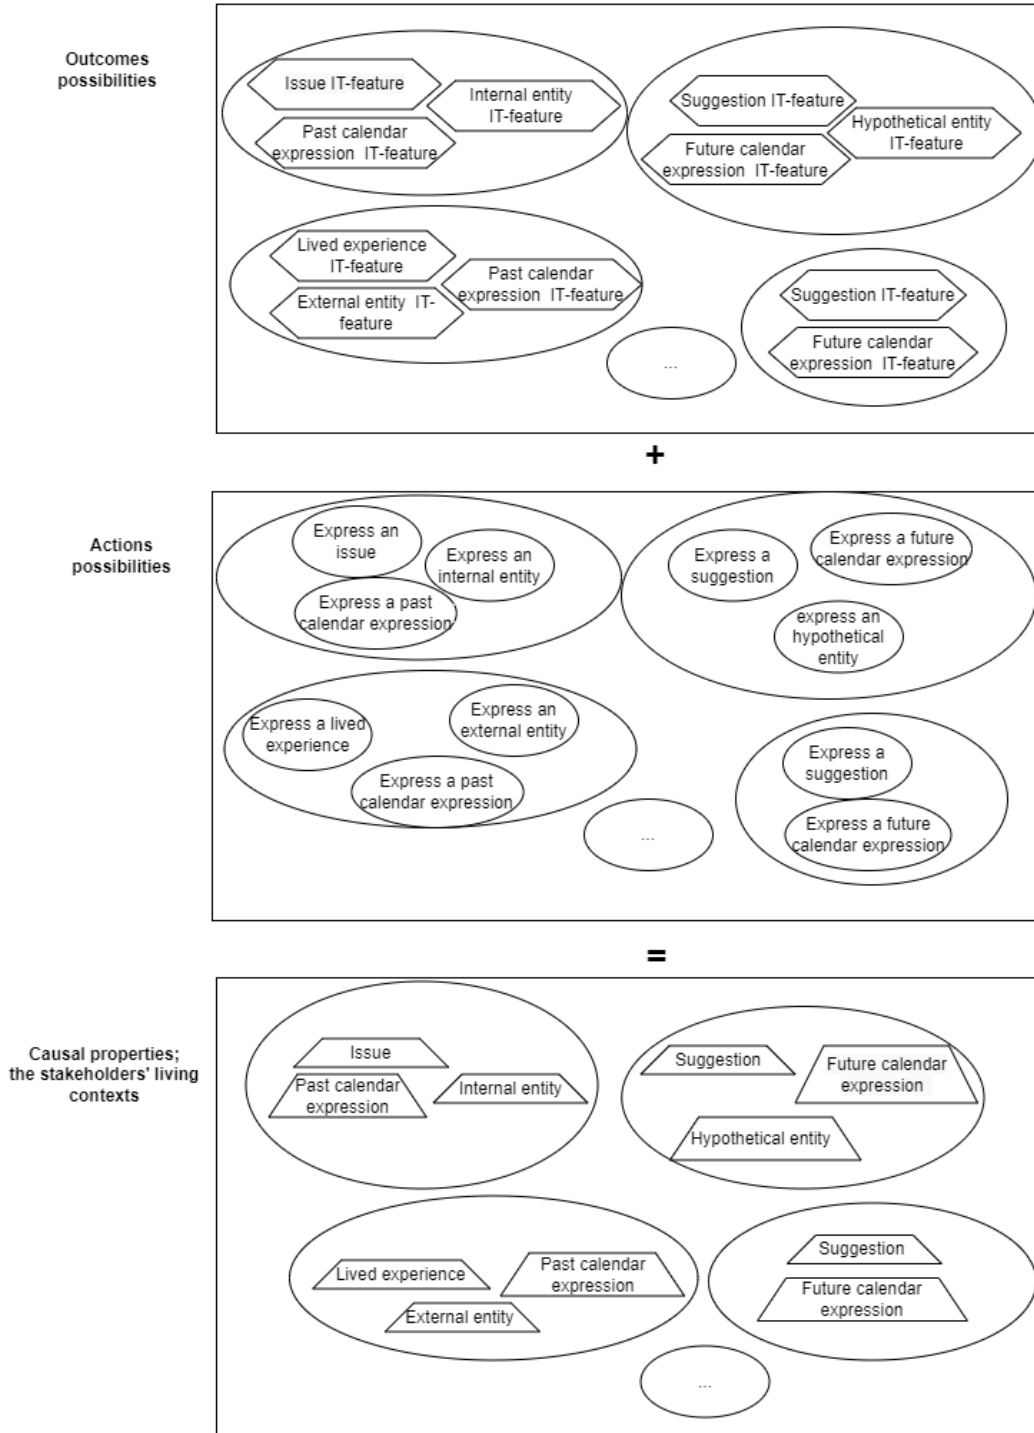 Outcomes
possibilities
Issue IT-feature
Internal entity
IT-feature
Past calendar
expression IT-feature
Suggestion IT-feature
Hypothetical entity
IT-feature
Future calendar
expression IT-feature
Lived experience
IT-feature
Past calendar
expression IT-feature
External entity IT-
feature
Suggestion IT-feature
Future calendar
expression IT-feature
...
+
Actions
possibilities
Express an
issue
Express an
internal entity
Express a past
calendar expression
Express a
suggestion
Express a future
calendar expression
express an
hypothetical
entity
Express a lived
experience
Express an
external entity
Express a past
calendar expression
Express a
suggestion
Express a future
calendar expression
...
=
Causal properties;
the stakeholders' living
contexts
Issue
Past calendar
expression
Internal entity
Suggestion
Future calendar
expression
Hypothetical entity
Lived experience
Past calendar
expression
External entity
Suggestion
Future calendar
expression
...